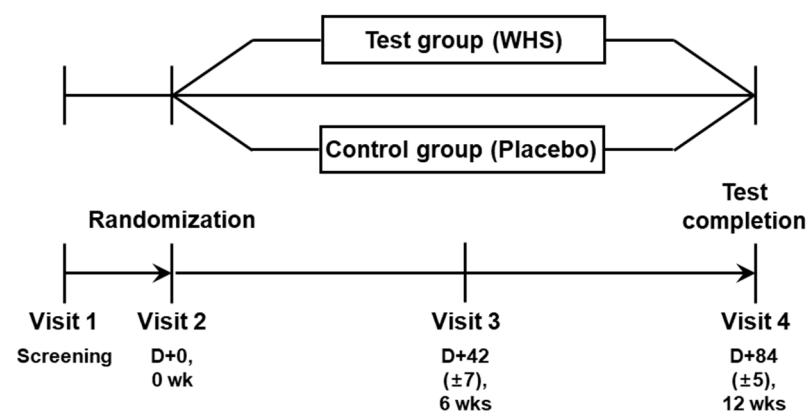 Test group (WHS)
Control group (Placebo)
Randomization
Test
completion
Visit 1
Visit 2
Visit 3
Visit 4
Screening
D+0,
0 wk
D+42
(±7),
6 wks
D+84
(±5),
12 wks